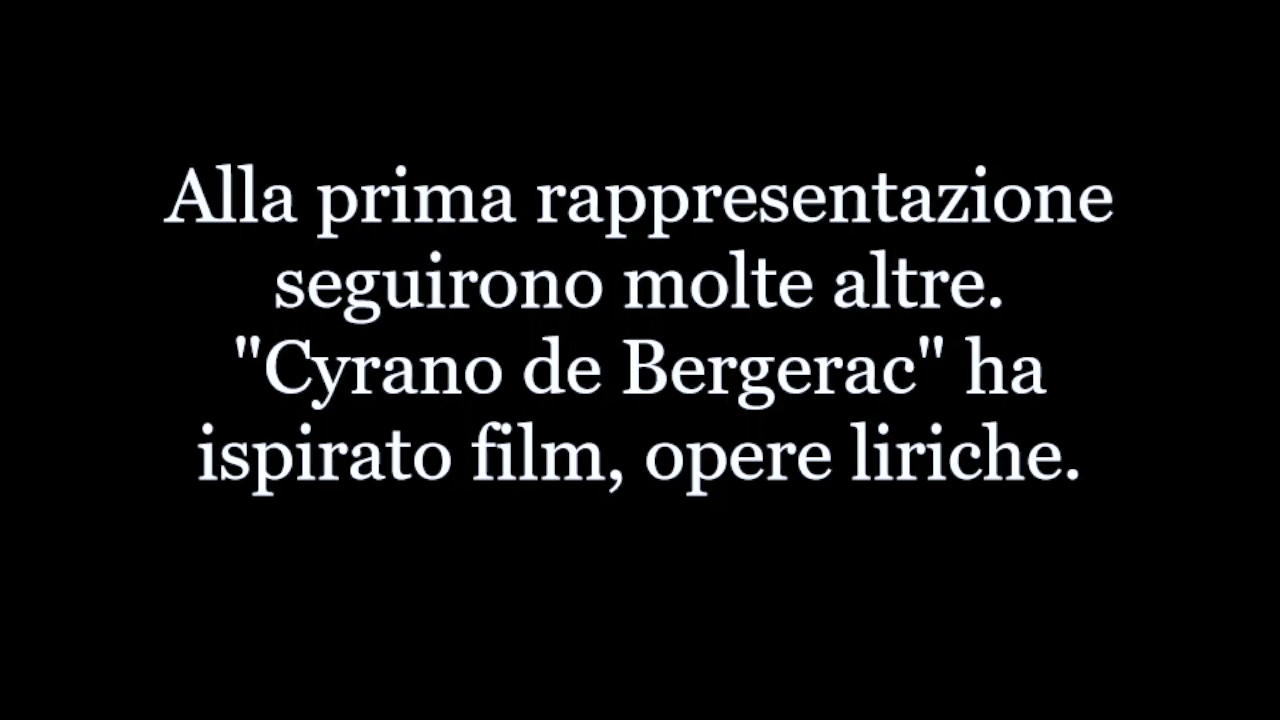 Alla prima rappresentazione
seguirono molte altre.
"Cyrano de Bergerac" ha
ispirato film, opere liriche.